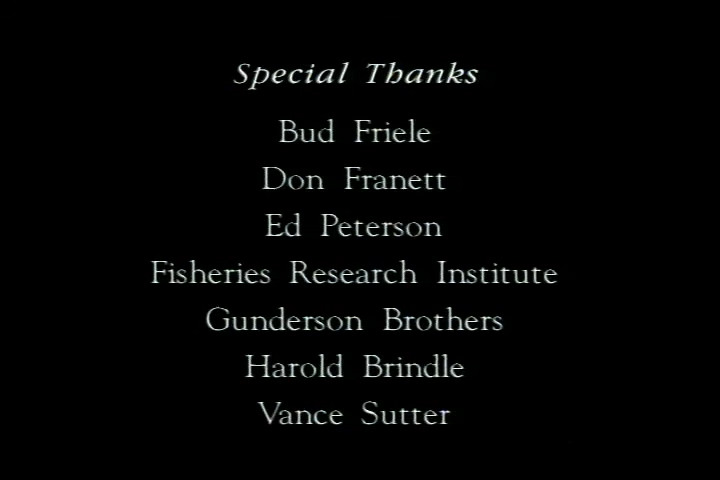 Special Thanks
Bud Friele
Don Franett
Ed Peterson
Fisheries Research Institute
Gunderson Brothers
Harold Brindle
Vance Sutter